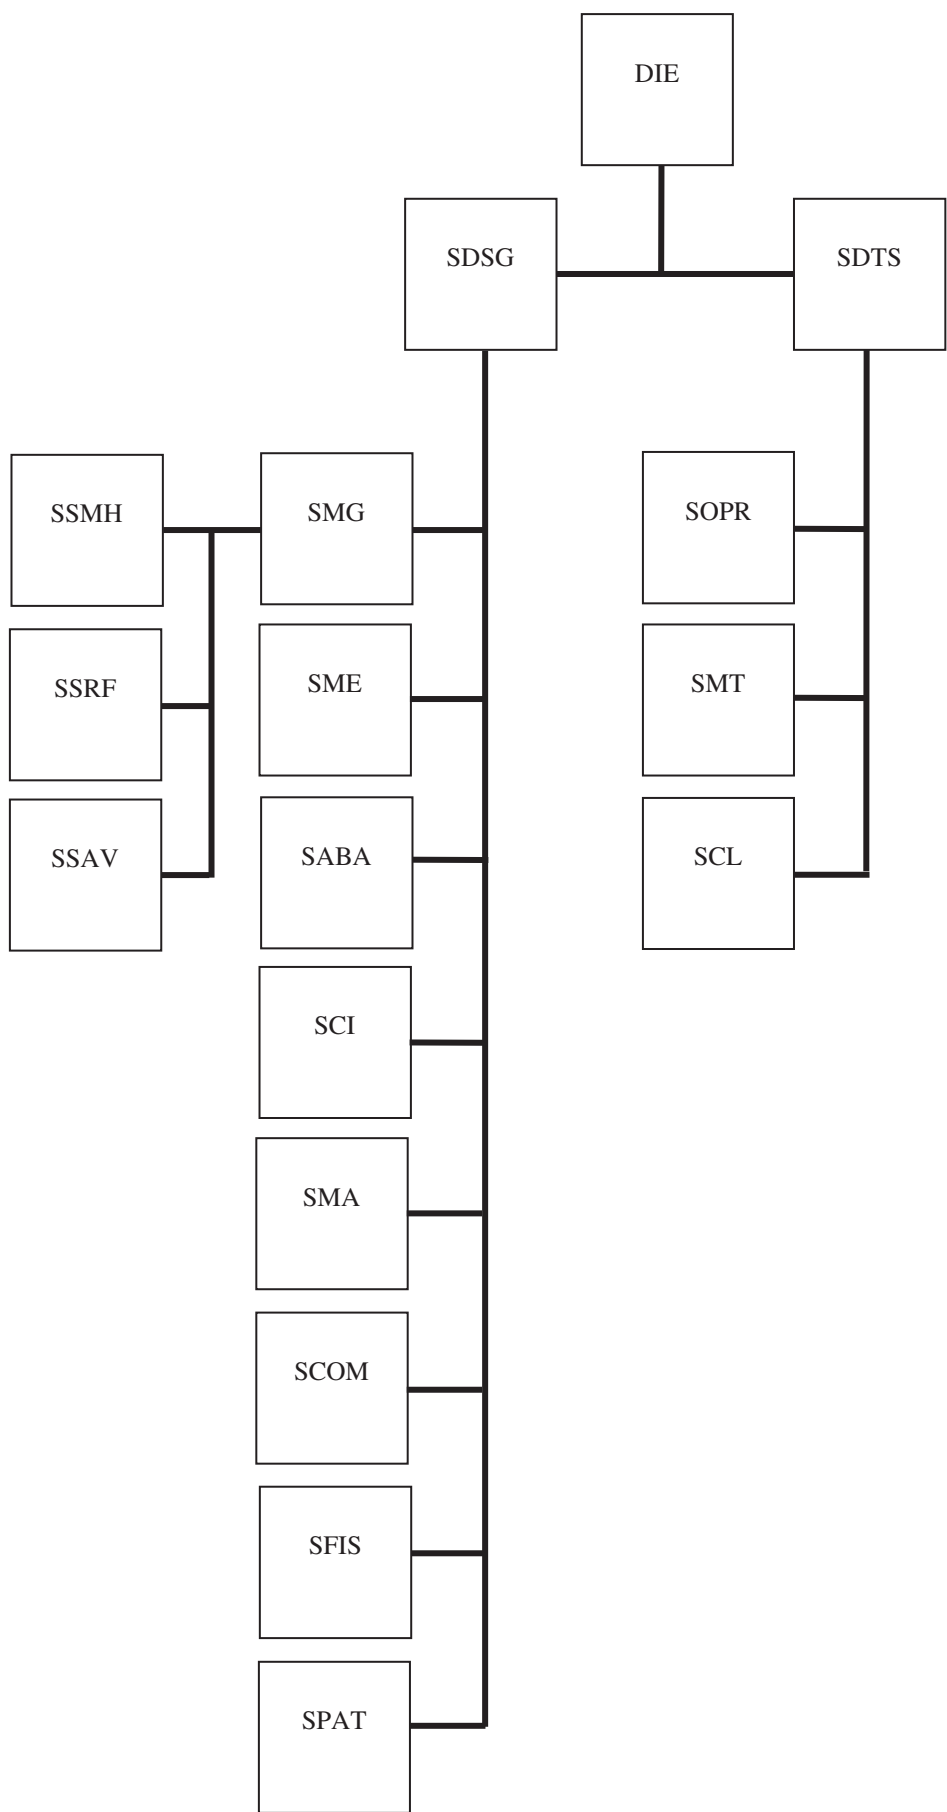 DIE
SDSG
SDTS
SSMH
SMG
SOPR
SSRF
SME
SMT
SSAV
SABA
SCL
SCI
SMA
SCOM
SFIS
SPAT